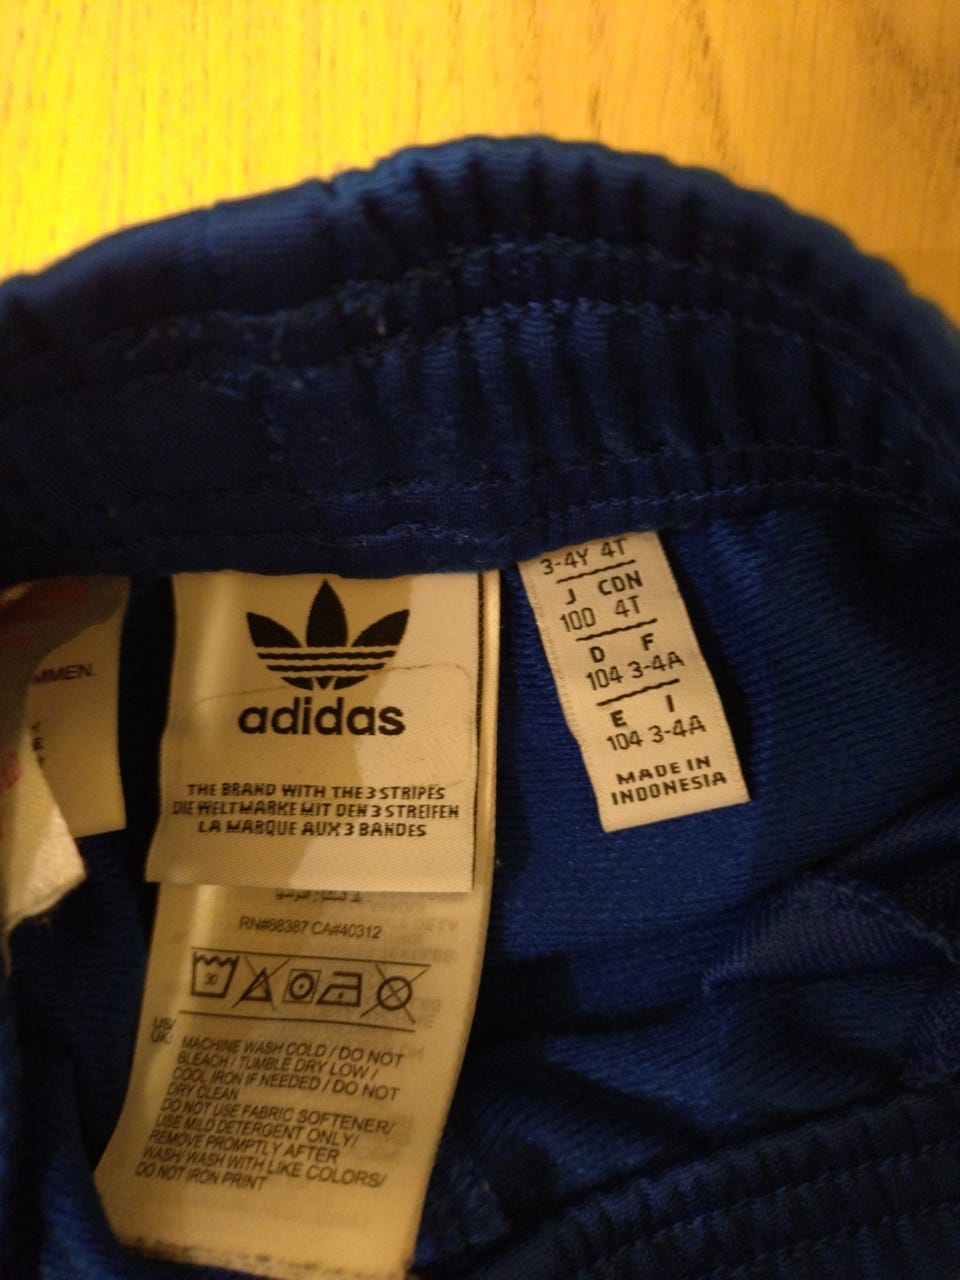 MMEN.
adidas
THE BRAND WITH THE 3 STRIPES
DIE WELTMARKE MIT DEN 3 STREIFEN
LA MARQUE AUX 3 BANDES
RN#88387 CA#40312
30
US/
UK:
MACHINE WASH COLD / DO NOT
BLEACH / TUMBLE DRY LOW /
COOL IRON IF NEEDED / DO NOT
DRY CLEAN
DO NOT USE FABRIC SOFTENER/
USE MILD DETERGENT ONLY/
REMOVE PROMPTLY AFTER
WASH/ WASH WITH LIKE COLORS/
DO NOT IRON PRINT
3-4Y 4T
J CDN
100 4T
D F
104 3-4A
E I
104 3-4A
MADE IN
INDONESIA